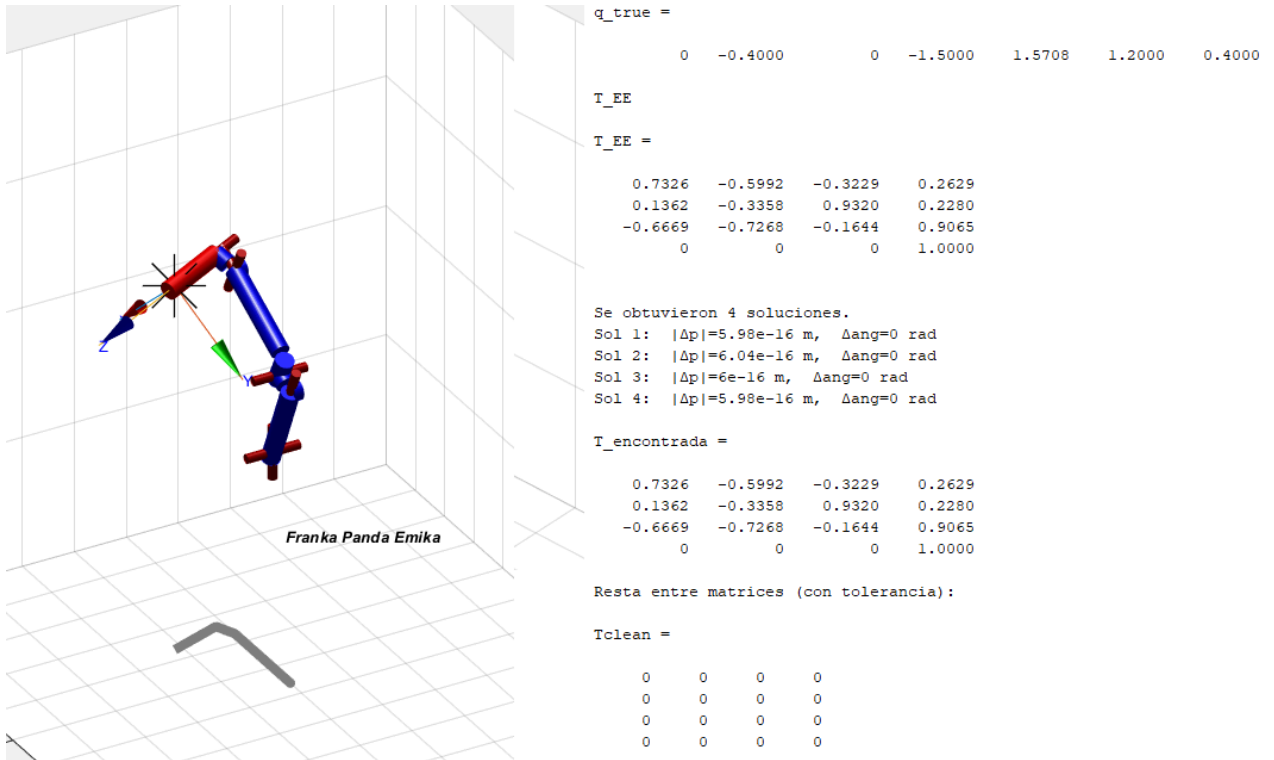 Z
Y
Franka Panda Emika
q_true =
0 -0.4000 0 -1.5000 1.5708 1.2000 0.4000
T_EE
T_EE =
0.7326 -0.5992 -0.3229 0.2629
0.1362 -0.3358 0.9320 0.2280
-0.6669 -0.7268 -0.1644 0.9065
0 0 0 1.0000
Se obtuvieron 4 soluciones.
Sol 1: |Δp|=5.98e-16 m, Δang=0 rad
Sol 2: |Δp|=6.04e-16 m, Δang=0 rad
Sol 3: |Δp|=6e-16 m, Δang=0 rad
Sol 4: |Δp|=5.98e-16 m, Δang=0 rad
T_encontrada =
0.7326 -0.5992 -0.3229 0.2629
0.1362 -0.3358 0.9320 0.2280
-0.6669 -0.7268 -0.1644 0.9065
0 0 0 1.0000
Resta entre matrices (con tolerancia):
Tclean =
0 0 0 0
0 0 0 0
0 0 0 0
0 0 0 0